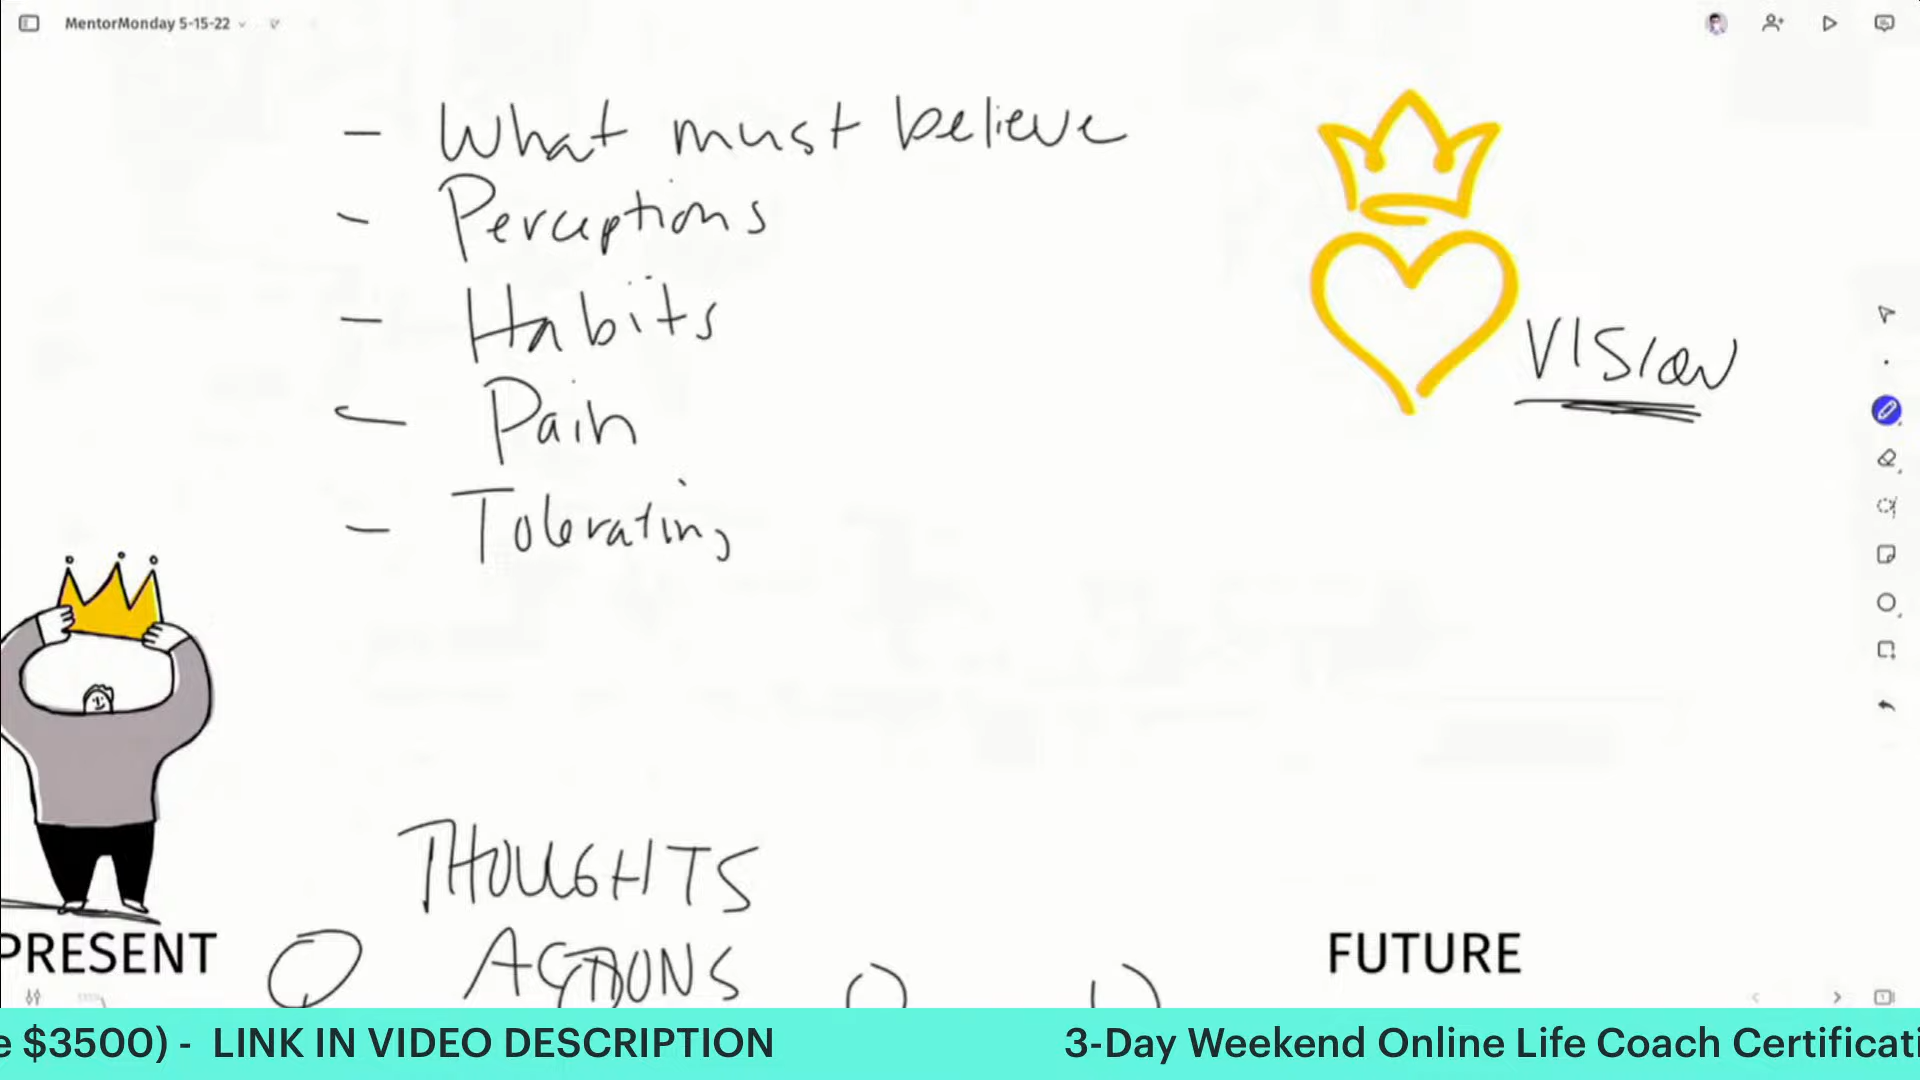 MentorMonday 5-15-22
- What must believe
- Perceptions
- Habits
- Pain
- Tolerating
VISION
THOUGHTS
PRESENT
ACTIONS
FUTURE
e $3500) - LINK IN VIDEO DESCRIPTION 3-Day Weekend Online Life Coach Certificati